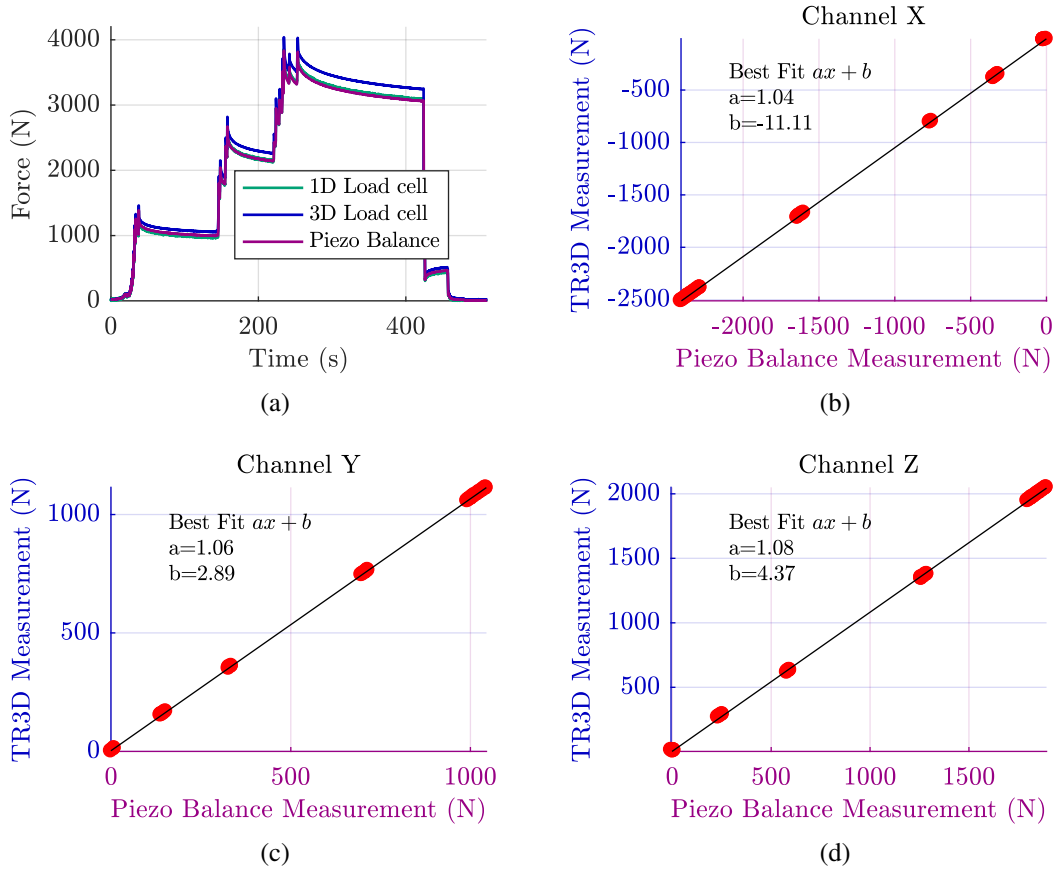 4000
3000
2000
1000
0
Force (N)
1D Load cell
3D Load cell
Piezo Balance
0
200
400
Time (s)
(a)
Channel X
Best Fit ax + b
a=1.04
b=-11.11
-500
-1000
-1500
-2000
-2500
TR3D Measurement (N)
-2000
-1500
-1000
-500
0
Piezo Balance Measurement (N)
(b)
Channel Y
Best Fit ax + b
a=1.06
b=2.89
1000
500
0
TR3D Measurement (N)
0
500
1000
Piezo Balance Measurement (N)
(c)
Channel Z
Best Fit ax + b
a=1.08
b=4.37
2000
1500
1000
500
TR3D Measurement (N)
0
500
1000
1500
Piezo Balance Measurement (N)
(d)